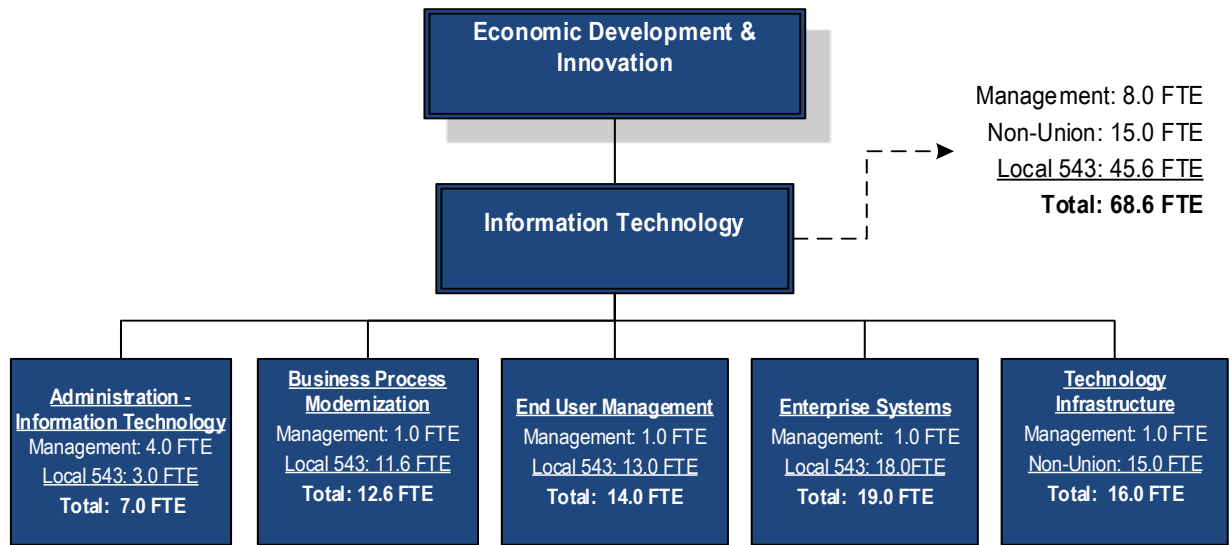 Economic Development &
Innovation
Management: 8.0 FTE
Non-Union: 15.0 FTE
Local 543: 45.6 FTE
Total: 68.6 FTE
Information Technology
Administration -
Information Technology
Management: 4.0 FTE
Local 543: 3.0 FTE
Total: 7.0 FTE
Business Process
Modernization
Management: 1.0 FTE
Local 543: 11.6 FTE
Total: 12.6 FTE
End User Management
Management: 1.0 FTE
Local 543: 13.0 FTE
Total: 14.0 FTE
Enterprise Systems
Management: 1.0 FTE
Local 543: 18.0FTE
Total: 19.0 FTE
Technology
Infrastructure
Management: 1.0 FTE
Non-Union: 15.0 FTE
Total: 16.0 FTE